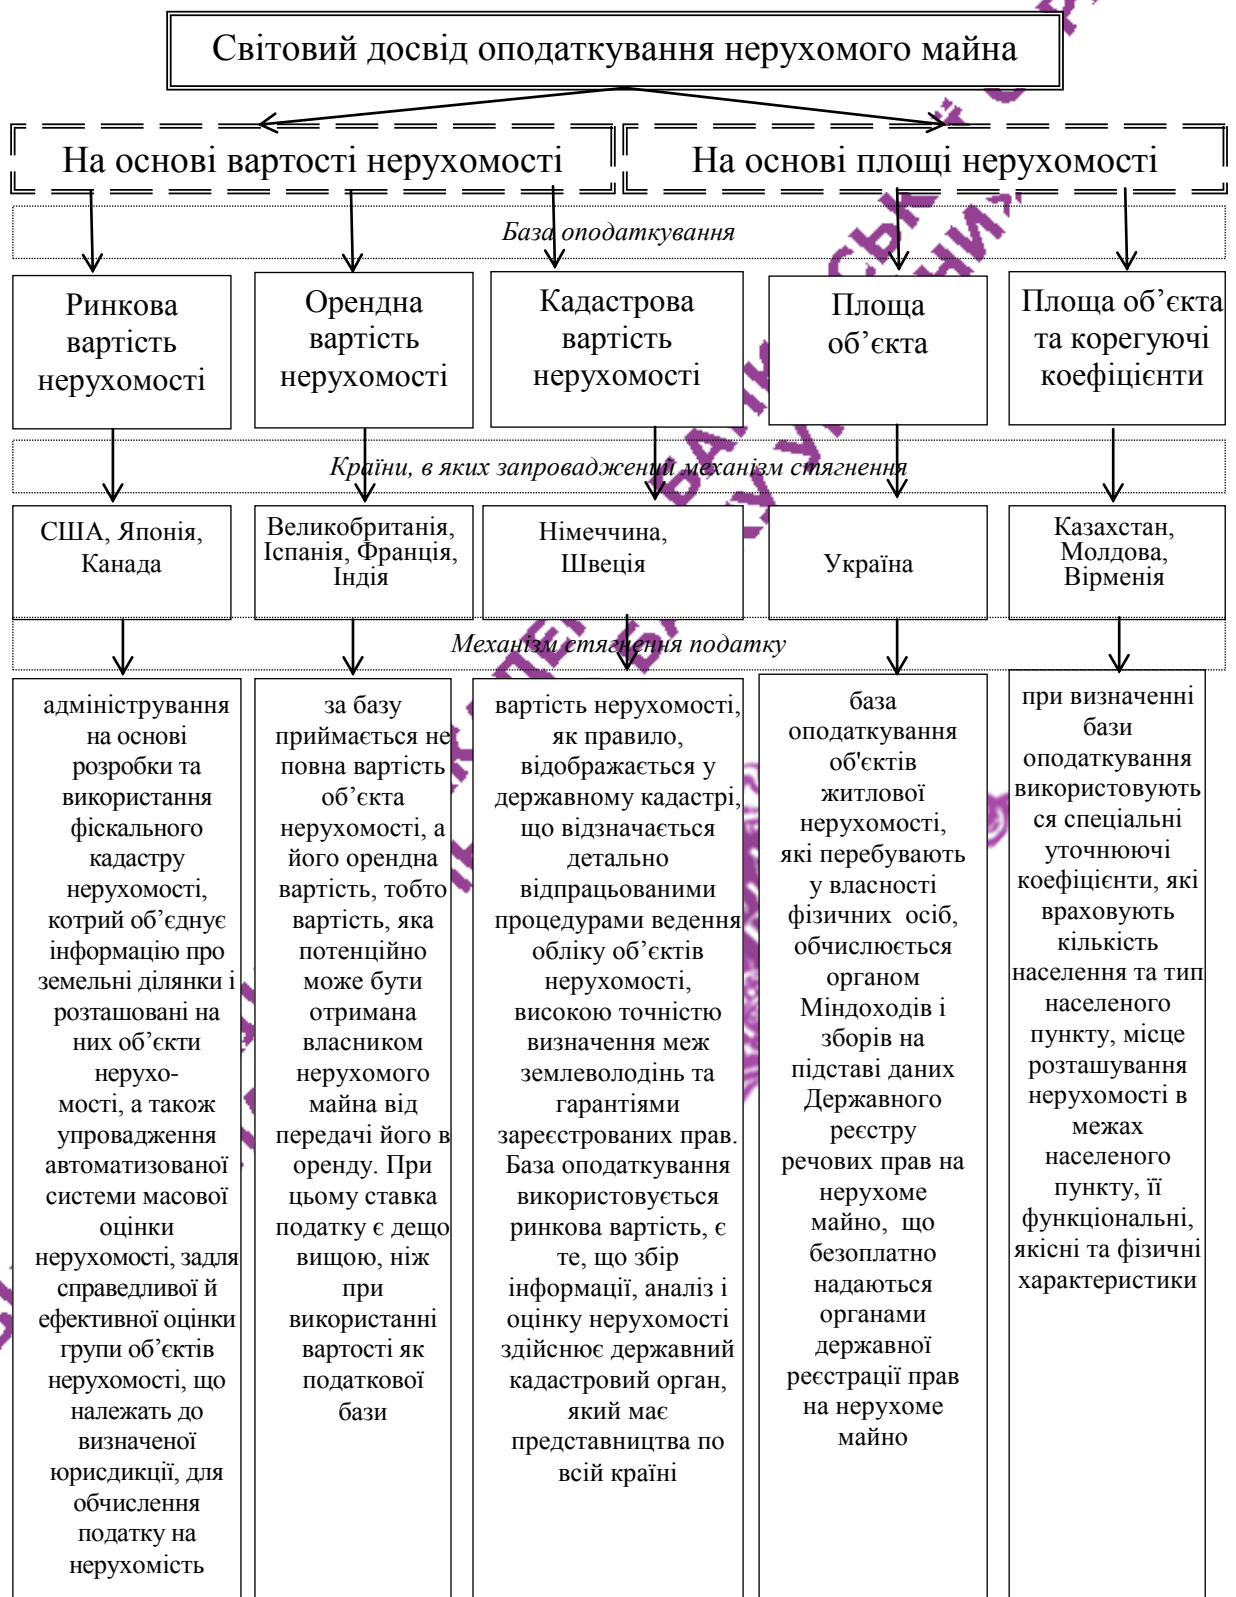 Світовий досвід оподаткування нерухомого майна
На основі вартості нерухомості
На основі площі нерухомості
База оподаткування
Ринкова
вартість
нерухомості
Орендна
вартість
нерухомості
Кадастрова
вартість
нерухомості
Площа
об’єкта
Площа об’єкта
та корегуючі
коефіцієнти
Країни, в яких запроваджений механізм стягнення
США, Японія,
Канада
Великобританія,
Іспанія, Франція,
Індія
Німеччина,
Швеція
Україна
Казахстан,
Молдова,
Вірменія
Механізм стягнення податку
адміністрування
на основі
розробки та
використання
фіскального
кадастру
нерухомості,
котрий об’єднує
інформацію про
земельні ділянки і
розташовані на
них об’єкти
нерухо-
мості, а також
упровадження
автоматизованої
системи масової
оцінки
нерухомості, задля
справедливої й
ефективної оцінки
групи об’єктів
нерухомості, що
належать до
визначеної
юрисдикції, для
обчислення
податку на
нерухомість
за базу
приймається не
повна вартість
об’єкта
нерухомості, а
його орендна
вартість, тобто
вартість, яка
потенційно
може бути
отримана
власником
нерухомого
майна від
передачі його в
оренду. При
цьому ставка
податку є дещо
вищою, ніж
при
використанні
вартості як
податкової
бази
вартість нерухомості,
як правило,
відображається у
державному кадастрі,
що відзначається
детально
відпрацьованими
процедурами ведення
обліку об’єктів
нерухомості,
високою точністю
визначення меж
землеволодінь та
гарантіями
зареєстрованих прав.
База оподаткування
використовується
ринкова вартість, є
те, що збір
інформації, аналіз і
оцінку нерухомості
здійснює державний
кадастровий орган,
який має
представництва по
всій країні
база
оподаткування
об'єктів
житлової
нерухомості,
які перебувають
у власності
фізичних осіб,
обчислюється
органом
Міндоходів і
зборів на
підставі даних
Державного
реєстру
речових прав на
нерухоме
майно, що
безоплатно
надаються
органами
державної
реєстрації прав
на нерухоме
майно
при визначенні
бази
оподаткування
використовують
ся спеціальні
уточнюючі
коефіцієнти, які
враховують
кількість
населення та тип
населеного
пункту, місце
розташування
нерухомості в
межах
населеного
пункту, її
функціональні,
якісні та фізичні
характеристики